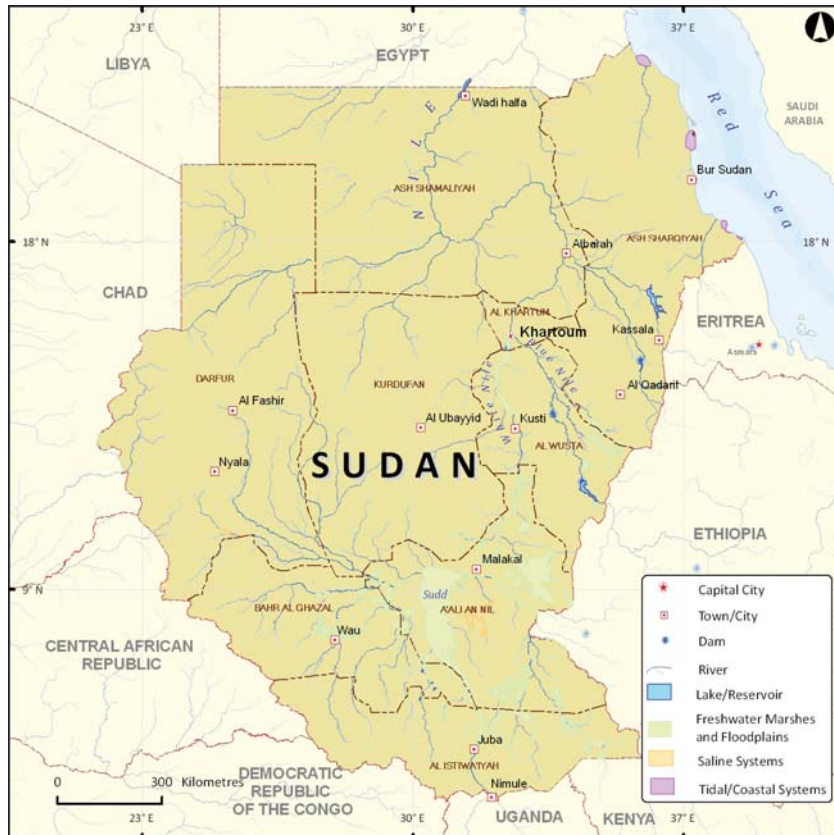 23° E
30° E
37° E
LIBYA
EGYPT
SAUDI
ARABIA
Red
Sea
Wadi halfa
NILE
Bur Sudan
ASH SHAMALIYAH
18° N
18° N
ASH SHARQIYAH
CHAD
AL KHARTUM
Khartoum
Kassala
ERITREA
Asmara
Blue Nile
White Nile
DARFUR
Al Fashir
KURDUFAN
Al Ubayyid
Kusti
Al Qadarif
AL WUSTA
Nyala
SUDAN
ETHIOPIA
Malakal
9° N
Sudd
BAHR AL GHAZAL
A'ALI AN NIL
Wau
CENTRAL AFRICAN
REPUBLIC
Juba
AL ISTIWA'IYAH
Nimule
0 300 Kilometres
DEMOCRATIC
REPUBLIC
OF THE CONGO
UGANDA
KENYA
Capital City
Town/City
Dam
River
Lake/Reservoir
Freshwater Marshes
and Floodplains
Saline Systems
Tidal/Coastal Systems
23° E
30° E
37° E